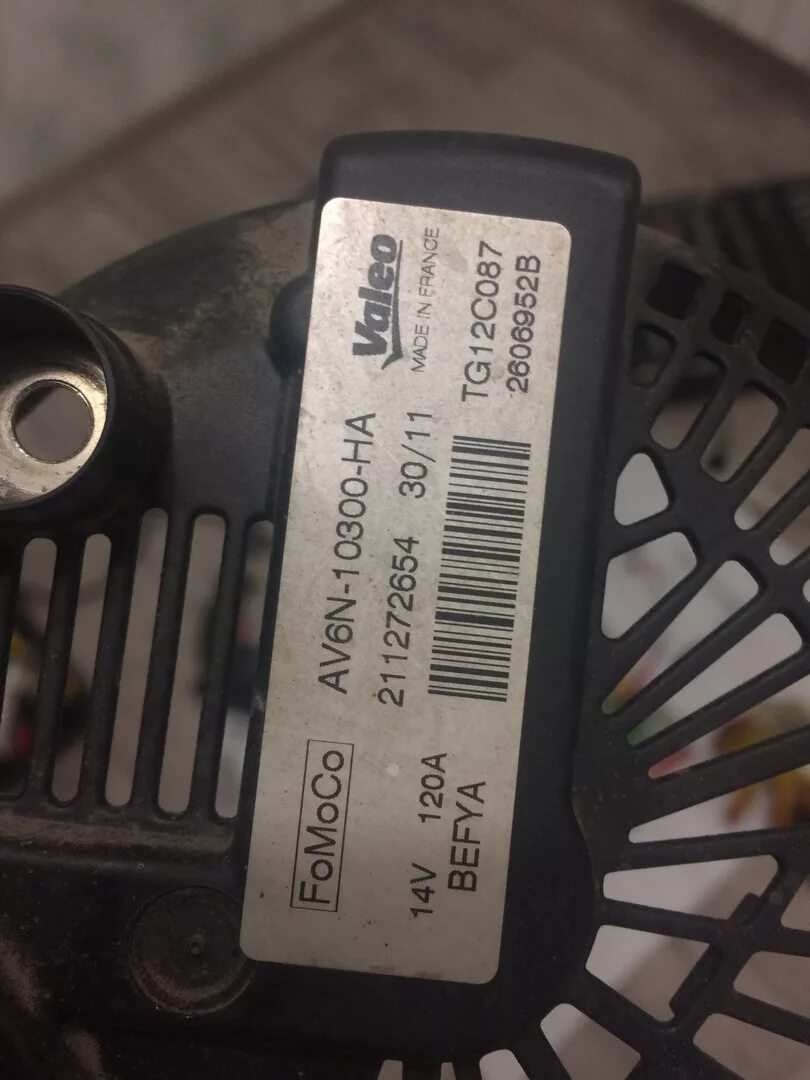 Valeo
MADE IN FRANCE
TG12C087
2606952B
AV6N-10300-HA
211272654 30/11
FoMoCo
14V 120A
BEFYA